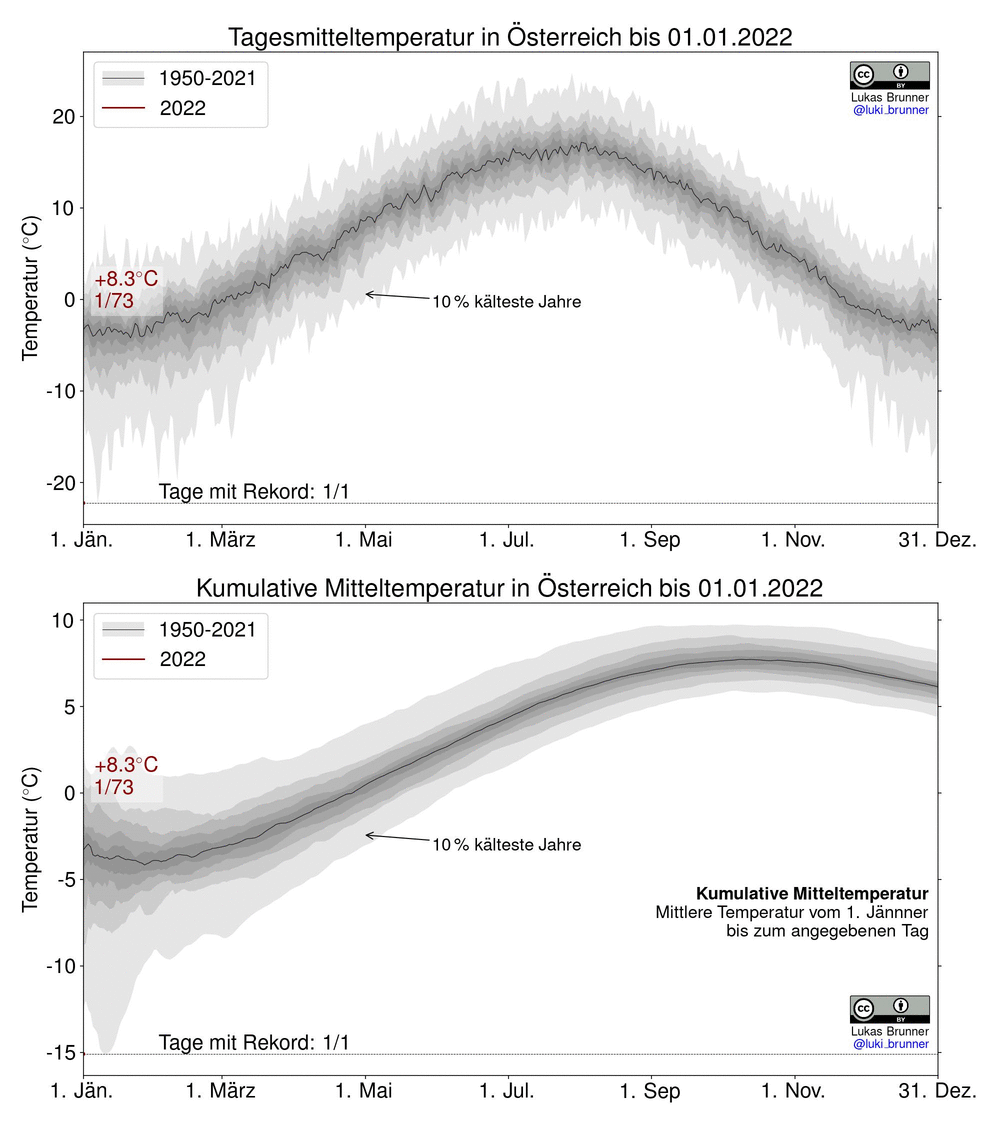 Tagesmitteltemperatur in Österreich bis 01.01.2022
1950-2021
2022
cc
BY
Lukas Brunner
@luki_brunner
Temperatur (°C)
20
10
0
-10
-20
+8.3°C
1/73
10 % kälteste Jahre
Tage mit Rekord: 1/1
1. Jän.
1. März
1. Mai
1. Jul.
1. Sep
1. Nov.
31. Dez.
Kumulative Mitteltemperatur in Österreich bis 01.01.2022
1950-2021
2022
Temperatur (°C)
10
5
0
-5
-10
-15
+8.3°C
1/73
10 % kälteste Jahre
Kumulative Mitteltemperatur
Mittlere Temperatur vom 1. Jännner
bis zum angegebenen Tag
cc
BY
Lukas Brunner
@luki_brunner
Tage mit Rekord: 1/1
1. Jän.
1. März
1. Mai
1. Jul.
1. Sep
1. Nov.
31. Dez.